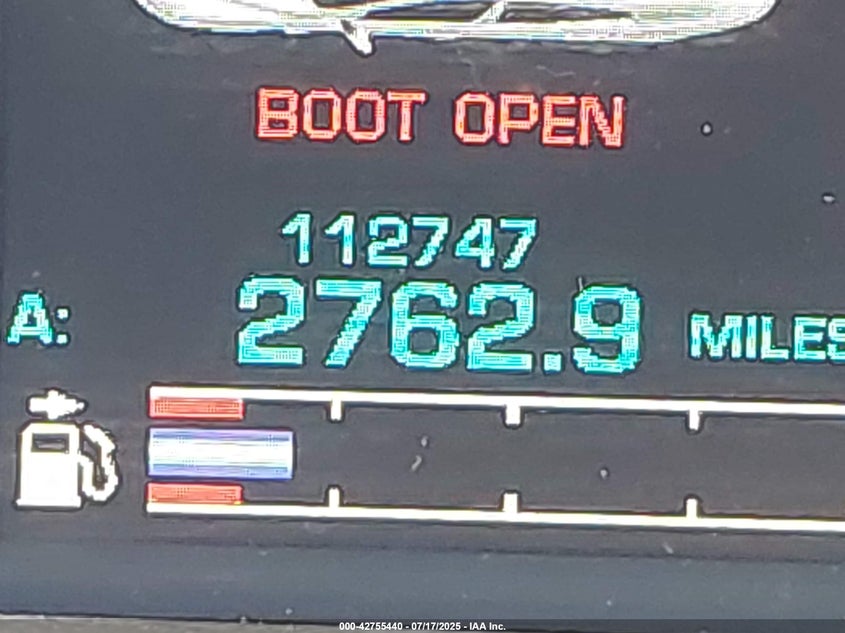 BOOT OPEN
112747
A: 2762.9 MILES
000-42755440 - 07/17/2025 - IAA Inc.